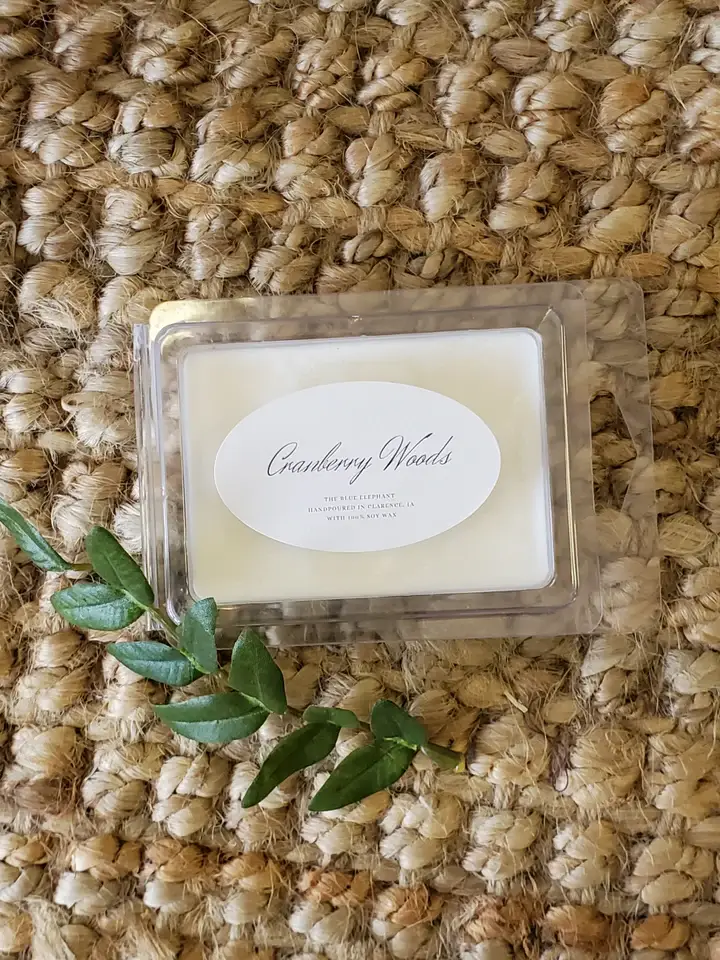 Cranberry Woods
THE BLUE ELEPHANT
HANDPOURED IN CLARENCE, IA
WITH 100% SOY WAX